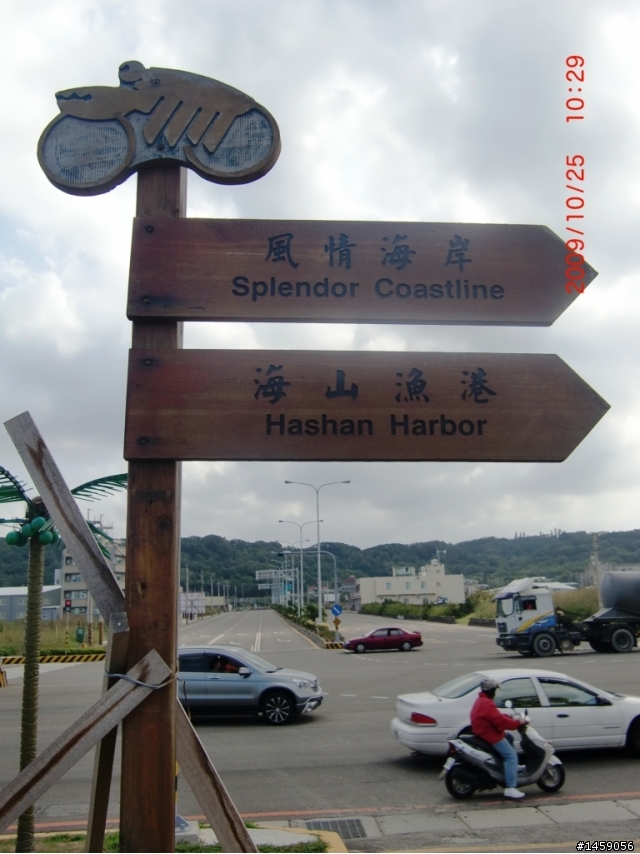 風情海岸
Splendor Coastline
海山漁港
Hashan Harbor
2009/10/25 10:29
#1459056